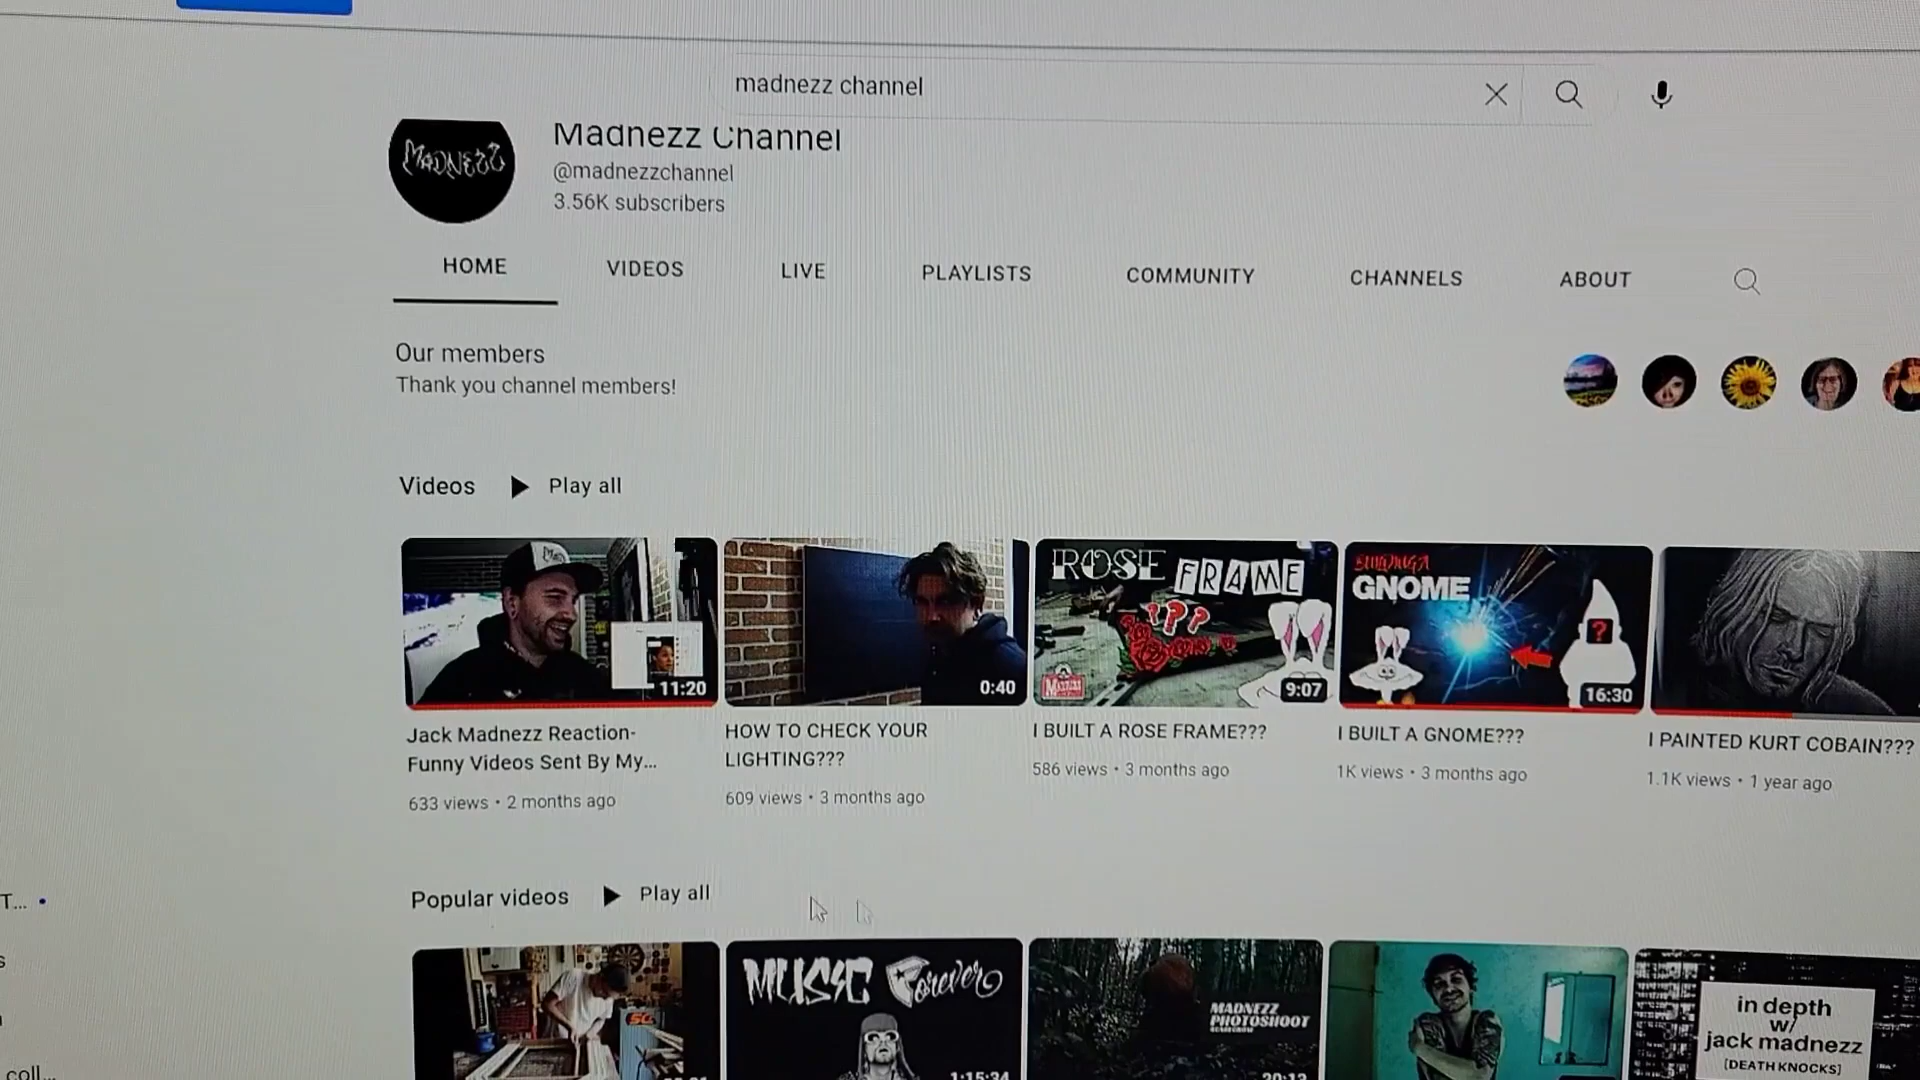 madnezz channel
MADNEZZ
Madnezz Channel
@madnezzchannel
3.56K subscribers
HOME VIDEOS LIVE PLAYLISTS COMMUNITY CHANNELS ABOUT
Our members
Thank you channel members!
Videos Play all
11:20
0:40
ROSE FRAME
???
9:07
GNOME
?
16:30
Jack Madnezz Reaction-
Funny Videos Sent By My...
633 views • 2 months ago
HOW TO CHECK YOUR
LIGHTING???
609 views • 3 months ago
I BUILT A ROSE FRAME???
586 views • 3 months ago
I BUILT A GNOME???
1K views • 3 months ago
I PAINTED KURT COBAIN???
1.1K views • 1 year ago
Popular videos Play all
MUSIC Forever
1:15:34
MADNEZZ
PHOTOSHOOT
20:13
in depth
w/
jack madnezz
[DEATH KNOCKS]
T... •
s
coll...